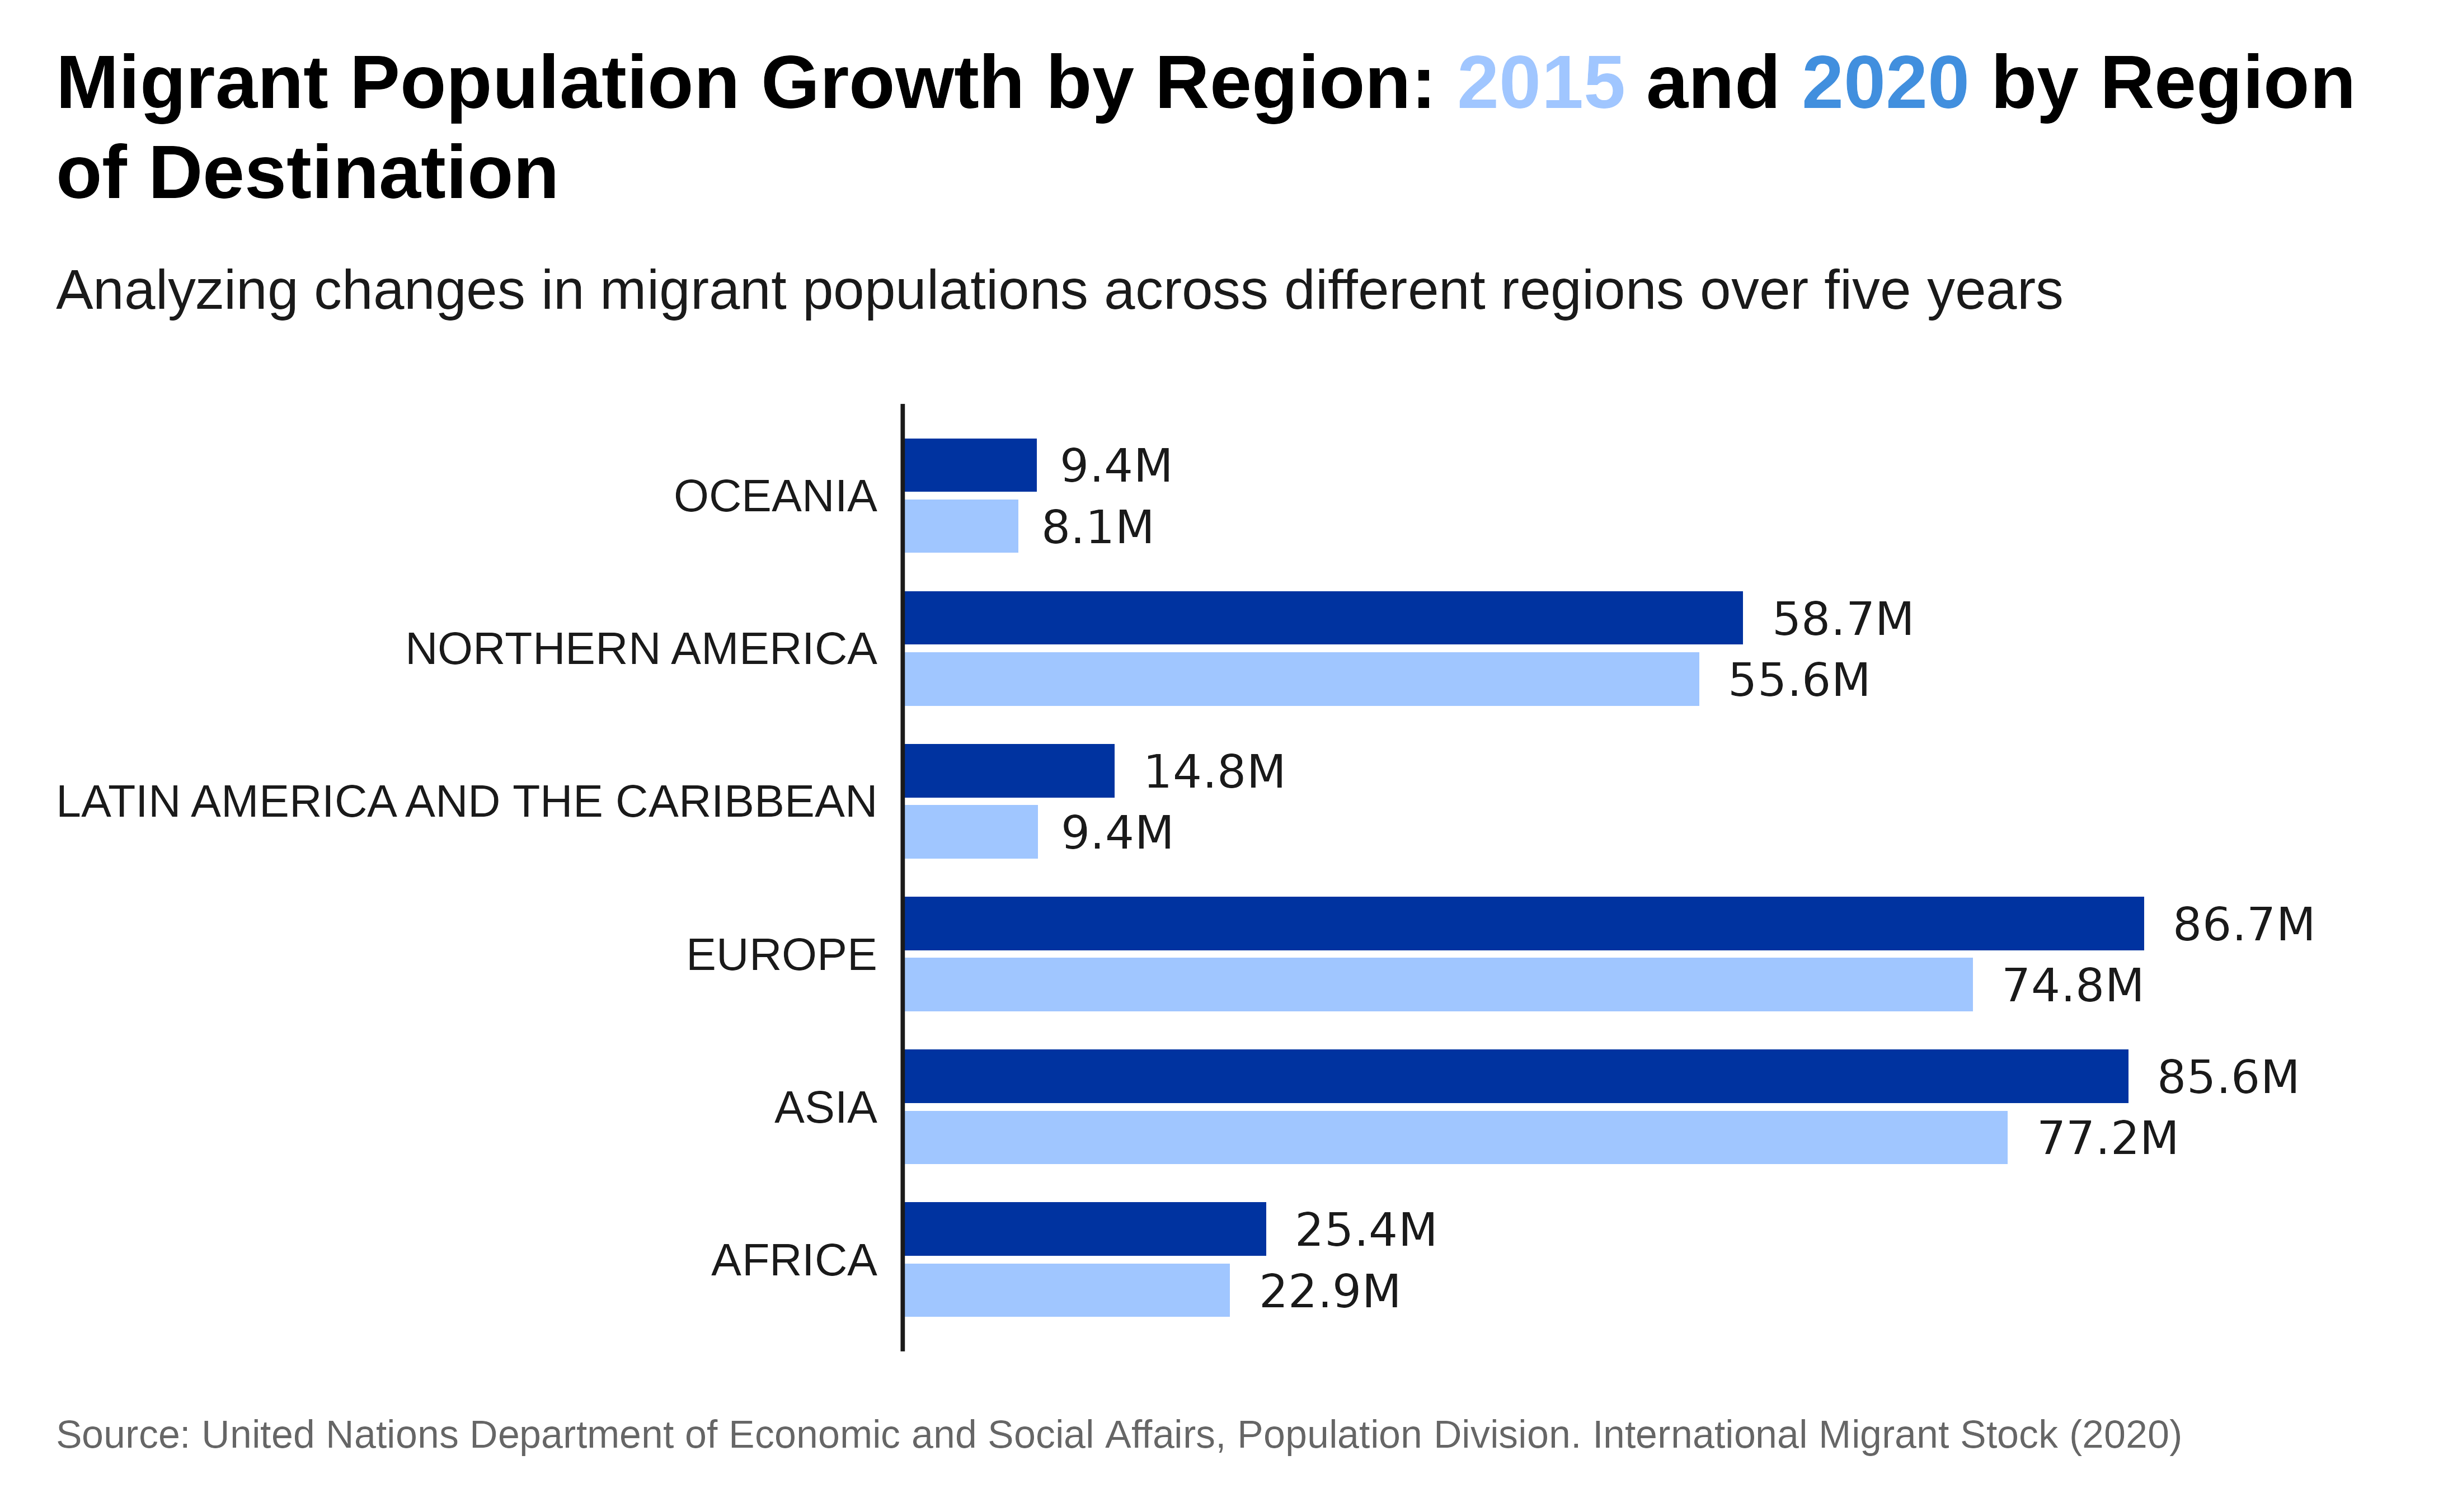 Migrant Population Growth by Region: 2015 and 2020 by Region
of Destination
Analyzing changes in migrant populations across different regions over five years
OCEANIA
9.4M
8.1M
NORTHERN AMERICA
58.7M
55.6M
LATIN AMERICA AND THE CARIBBEAN
14.8M
9.4M
EUROPE
86.7M
74.8M
ASIA
85.6M
77.2M
AFRICA
25.4M
22.9M
Source: United Nations Department of Economic and Social Affairs, Population Division. International Migrant Stock (2020)